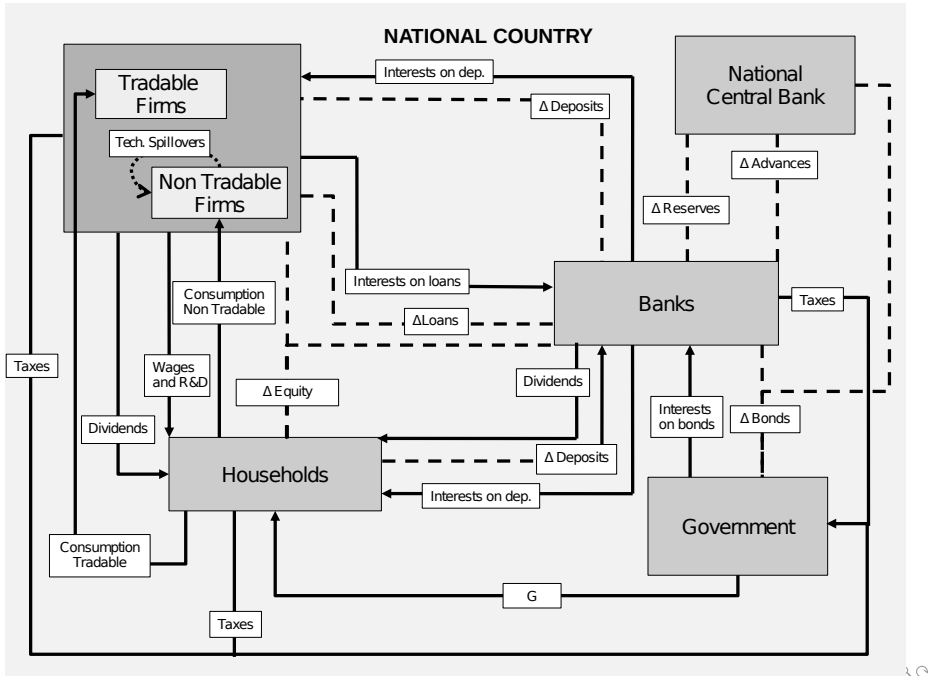 NATIONAL COUNTRY
Interests on dep.
National
Central Bank
Tradable
Firms
Δ Deposits
Tech. Spillovers
Δ Advances
Non Tradable
Firms
Δ Reserves
Interests on loans
Consumption
Non Tradable
Banks
Taxes
ΔLoans
Taxes
Wages
and R&D
Dividends
Δ Equity
Interests
on bonds
Δ Bonds
Dividends
Δ Deposits
Households
Interests on dep.
Government
Consumption
Tradable
G
Taxes